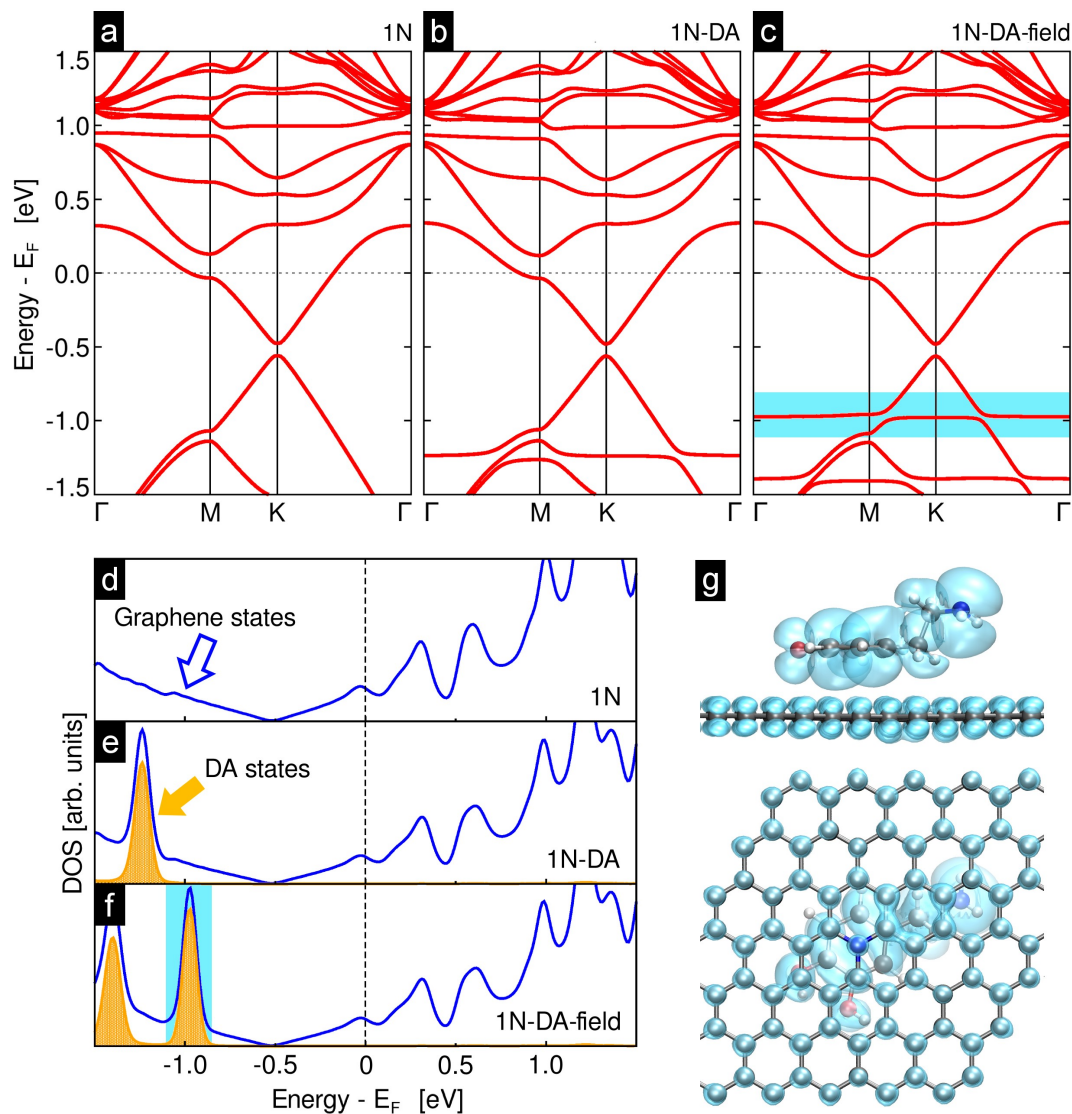 a 1N
b 1N-DA
c 1N-DA-field
Energy - E_F [eV]
1.5
1.0
0.5
0.0
-0.5
-1.0
-1.5
Γ M K Γ
Γ M K Γ
Γ M K Γ
d
Graphene states
1N
e
DA states
1N-DA
f
1N-DA-field
DOS [arb. units]
-1.0 -0.5 0 0.5 1.0
Energy - E_F [eV]
g